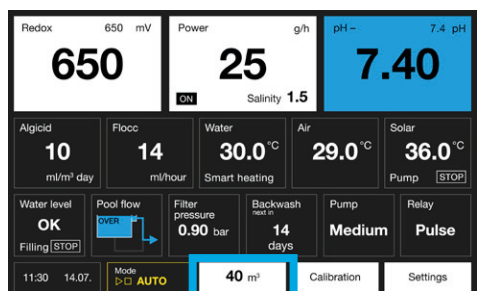 Redox 650 mV
650
Power g/h
25
ON Salinity 1.5
pH – 7.4 pH
7.40
Algicid
10
ml/m³ day
Flocc
14
ml/hour
Water
30.0°C
Smart heating
Air
29.0°C
Solar
36.0°C
Pump STOP
Water level
OK
Filling STOP
Pool flow
OVER
Filter
pressure
0.90 bar
Backwash
next in
14
days
Pump
Medium
Relay
Pulse
11:30 14.07.
Mode
AUTO
40 m³
Calibration
Settings